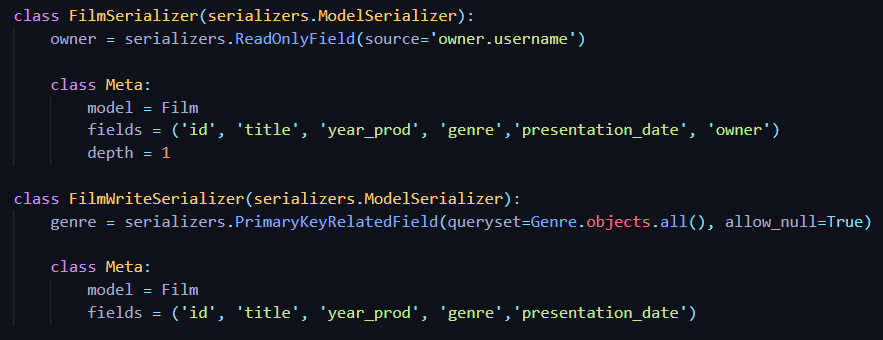 class FilmSerializer(serializers.ModelSerializer):
    owner = serializers.ReadOnlyField(source='owner.username')

    class Meta:
        model = Film
        fields = ('id', 'title', 'year_prod', 'genre','presentation_date', 'owner')
        depth = 1

class FilmWriteSerializer(serializers.ModelSerializer):
    genre = serializers.PrimaryKeyRelatedField(queryset=Genre.objects.all(), allow_null=True)

    class Meta:
        model = Film
        fields = ('id', 'title', 'year_prod', 'genre','presentation_date')